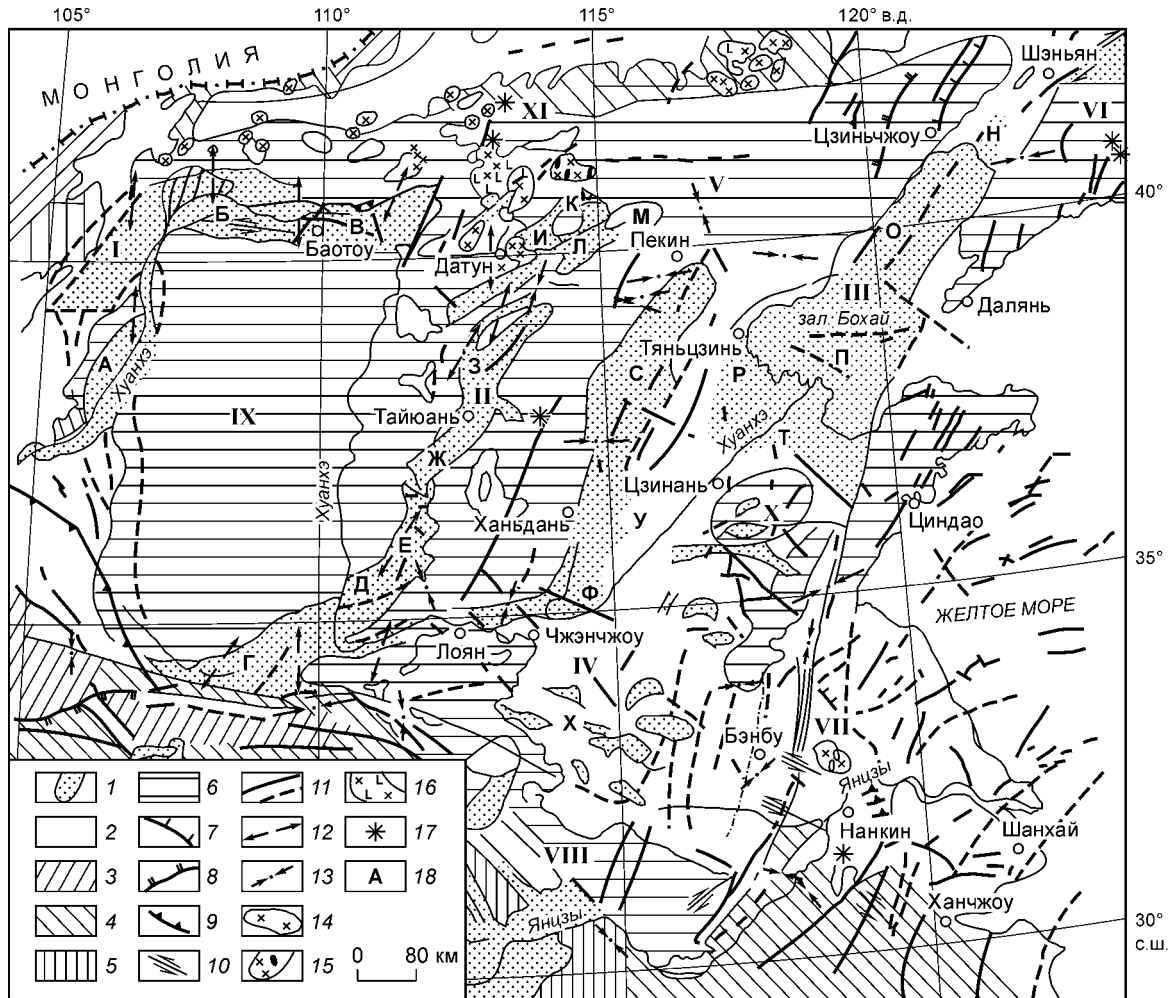 105° 110° 115° 120° в.д.
МОНГОЛИЯ
Шэньян
XI
VI
Цзиньчжоу
Н
V
40°
К
М
Б
В
I
Баотоу
И
Л
Пекин
О
Датун
III
Далянь
зал. Бохай
А
Хуанхэ
Тяньцзинь
З
С
Р
П
II
IX
Тайюань
Хуанхэ
Т
Ж
Хуанхэ
Цзинань
Х
Ханьдань
У
Циндао
Е
35°
Д
Ф
ЖЕЛТОЕ МОРЕ
Чжэнчжоу
Лоян
Г
IV
Х
Бэнбу
VII
Янцзы
Нанкин
Шанхай
VIII
Янцзы
Ханчжоу
30°
с.ш.
1 6 11 L L 16
2 7 12 17
3 8 13 А 18
4 9 14
5 10 15 0 80 км